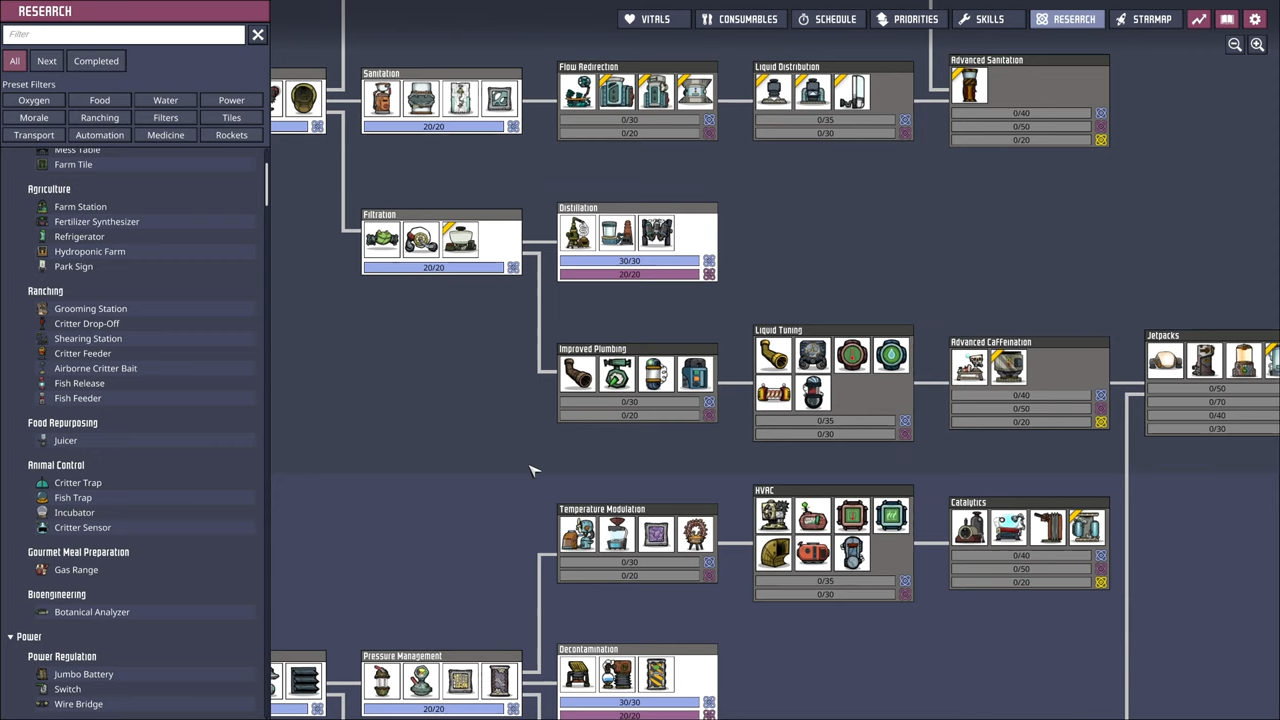 RESEARCH
VITALS
CONSUMABLES
SCHEDULE
PRIORITIES
SKILLS
RESEARCH
STARMAP
Filter
All
Next
Completed
Preset Filters
Oxygen
Food
Water
Power
Morale
Ranching
Filters
Tiles
Transport
Automation
Medicine
Rockets
Mess Table
Farm Tile
Agriculture
Farm Station
Fertilizer Synthesizer
Refrigerator
Hydroponic Farm
Park Sign
Ranching
Grooming Station
Critter Drop-Off
Shearing Station
Critter Feeder
Airborne Critter Bait
Fish Release
Fish Feeder
Food Repurposing
Juicer
Animal Control
Critter Trap
Fish Trap
Incubator
Critter Sensor
Gourmet Meal Preparation
Gas Range
Bioengineering
Botanical Analyzer
Power
Power Regulation
Jumbo Battery
Switch
Wire Bridge
Sanitation
20/20
Flow Redirection
0/30
0/20
Liquid Distribution
0/35
0/30
Advanced Sanitation
0/40
0/50
0/20
Filtration
20/20
Distillation
30/30
20/20
Improved Plumbing
0/30
0/20
Liquid Tuning
0/35
0/30
Advanced Caffeination
0/40
0/50
0/20
Jetpacks
0/50
0/70
0/40
0/30
Temperature Modulation
0/30
0/20
HVAC
0/35
0/30
Catalytics
0/40
0/50
0/20
Pressure Management
20/20
Decontamination
30/30
20/20